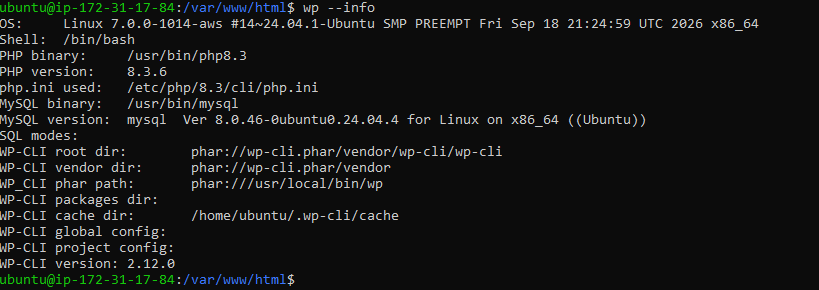 ubuntu@ip-172-31-17-84:/var/www/html$ wp --info
OS:     Linux 7.0.0-1014-aws #14~24.04.1-Ubuntu SMP PREEMPT Fri Sep 18 21:24:59 UTC 2026 x86_64
Shell:  /bin/bash
PHP binary:     /usr/bin/php8.3
PHP version:    8.3.6
php.ini used:   /etc/php/8.3/cli/php.ini
MySQL binary:   /usr/bin/mysql
MySQL version:  mysql  Ver 8.0.46-0ubuntu0.24.04.4 for Linux on x86_64 ((Ubuntu))
SQL modes:
WP-CLI root dir:        phar://wp-cli.phar/vendor/wp-cli/wp-cli
WP-CLI vendor dir:      phar://wp-cli.phar/vendor
WP_CLI phar path:       phar:///usr/local/bin/wp
WP-CLI packages dir:
WP-CLI cache dir:       /home/ubuntu/.wp-cli/cache
WP-CLI global config:
WP-CLI project config:
WP-CLI version: 2.12.0
ubuntu@ip-172-31-17-84:/var/www/html$